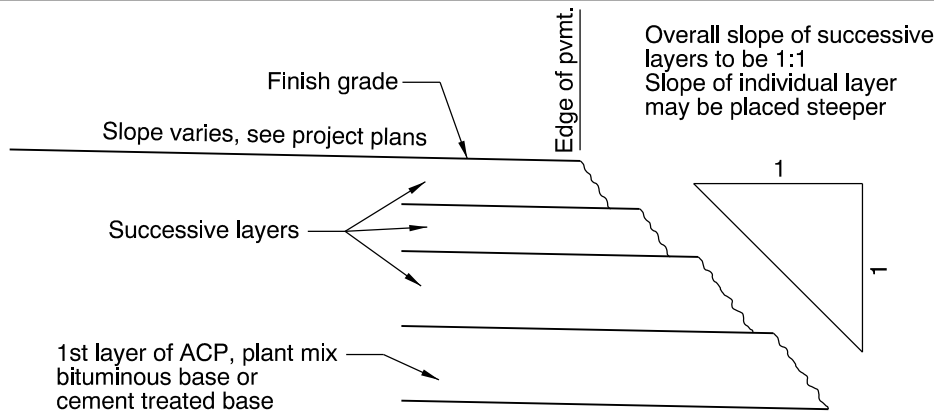 Edge of pvmt.
Overall slope of successive
layers to be 1:1
Slope of individual layer
may be placed steeper
Finish grade
Slope varies, see project plans
1
Successive layers
1
1st layer of ACP, plant mix
bituminous base or
cement treated base